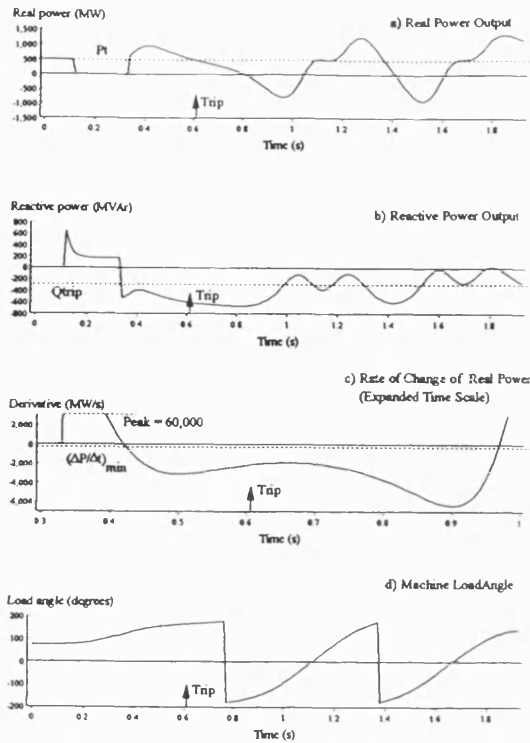 Real power (MW)
a) Real Power Output
1,500
1,000
500
0
-500
-1,000
-1,500
Pt
Trip
0 0.2 0.4 0.6 0.8 1 1.2 1.4 1.6 1.8
Time (s)
Reactive power (MVAr)
b) Reactive Power Output
800
600
400
200
0
-200
-400
-600
-800
Qtrip
Trip
0 0.2 0.4 0.6 0.8 1 1.2 1.4 1.6 1.8
Time (s)
c) Rate of Change of Real Power
(Expanded Time Scale)
Derivative (MW/s)
2,000
0
-2,000
-4,000
Peak = 60,000
(ΔP/Δt)min
Trip
0.3 0.4 0.5 0.6 0.7 0.8 0.9 1
Time (s)
d) Machine LoadAngle
Load angle (degrees)
200
100
0
-100
-200
Trip
0 0.2 0.4 0.6 0.8 1 1.2 1.4 1.6 1.8
Time (s)